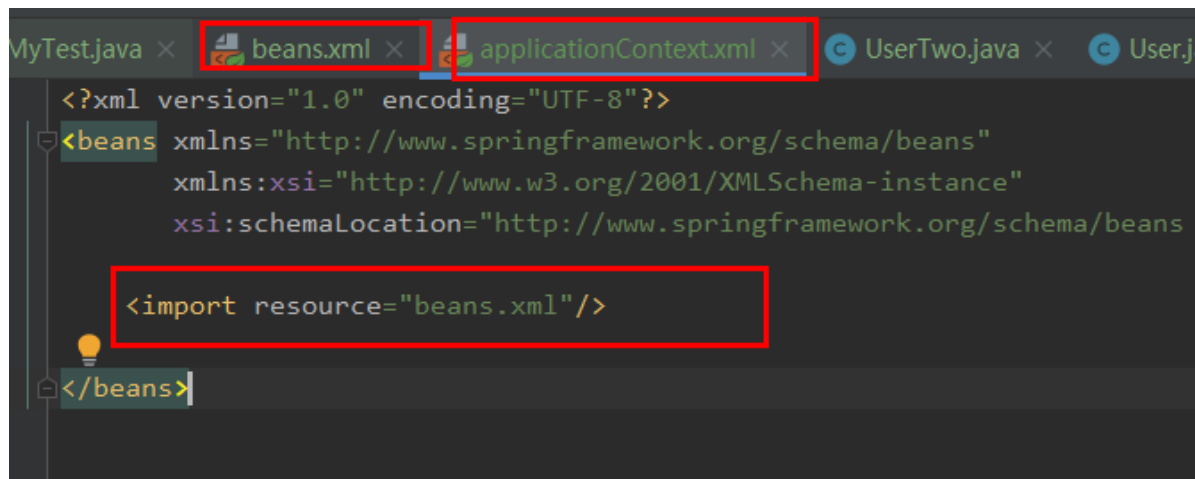 MyTest.java × beans.xml × applicationContext.xml × C UserTwo.java × C User.j
<?xml version="1.0" encoding="UTF-8"?>
<beans xmlns="http://www.springframework.org/schema/beans"
xmlns:xsi="http://www.w3.org/2001/XMLSchema-instance"
xsi:schemaLocation="http://www.springframework.org/schema/beans
<import resource="beans.xml"/>
</beans>